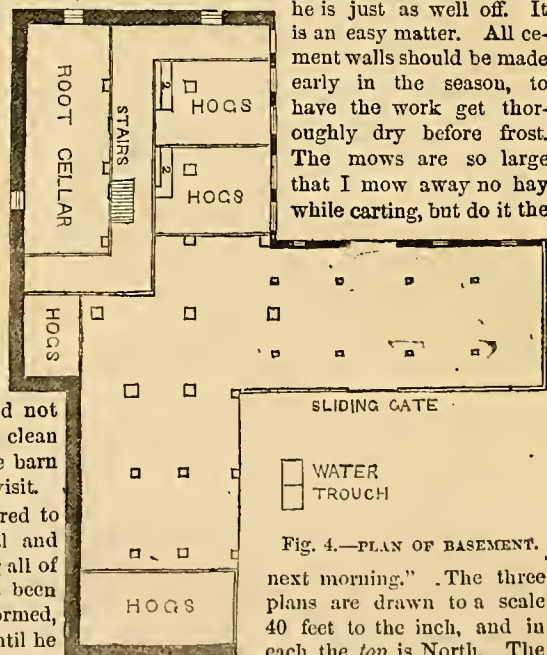 he is just as well off. It
is an easy matter. All ce-
ment walls should be made
early in the season, to
have the work get thor-
oughly dry before frost.
The mows are so large
that I mow away no hay
while carting, but do it the
ROOT CELLAR
STAIRS
2
HOGS
2
HOGS
HOGS
SLIDING GATE
WATER
TROUCH
HOGS
Fig. 4.—PLAN OF BASEMENT.
next morning." The three
plans are drawn to a scale
40 feet to the inch, and in
each the top is North. The
d not
clean
barn
visit.
red to
and
all of
been
ormed,
until he